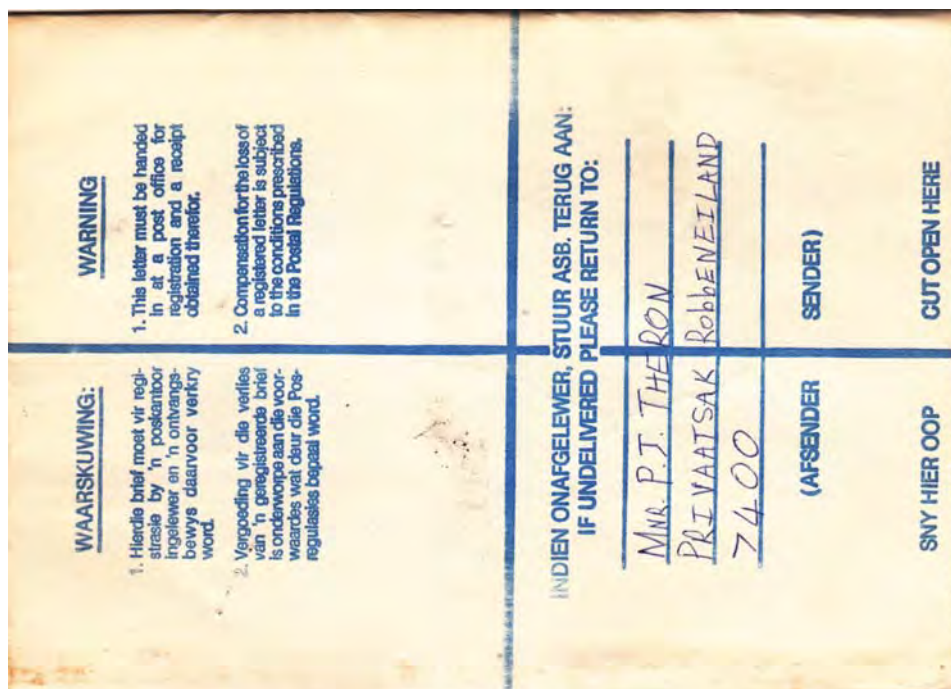 WAARSKUWING:
1. Hierdie brief moet vir regi-
strasie by 'n poskantoor
ingelewer en 'n ontvangs-
bewys daarvoor verkry
word.
2. Vergoeding vir die verlies
van 'n geregistreerde brief
is onderworpe aan die voor-
waardes wat deur die Pos-
regulasies bepaal word.
WARNING
1. This letter must be handed
in at a post office for
registration and a receipt
obtained therefor.
2. Compensation for the loss of
a registered letter is subject
to the conditions prescribed
in the Postal Regulations.
INDIEN ONAFGELEWER, STUUR ASB. TERUG AAN:
IF UNDELIVERED PLEASE RETURN TO:
MNR. P.J. THERON
PRIVAATSAK RobbENEILAND
7400
(AFSENDER SENDER)
SNY HIER OOP CUT OPEN HERE